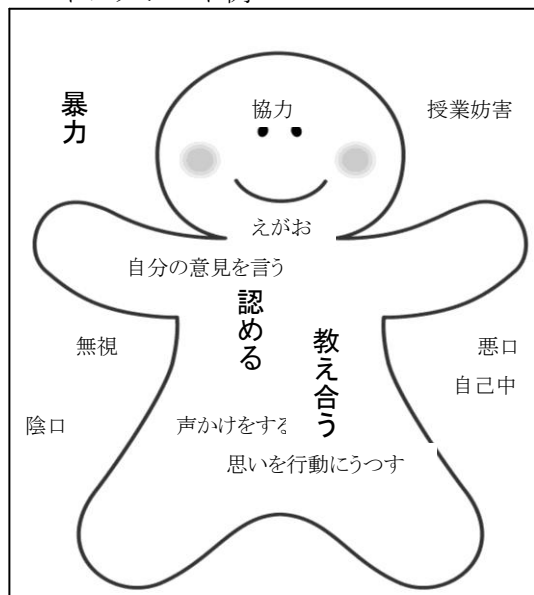 暴力
協力
授業妨害
えがお
自分の意見を言う
認める
教え合う
無視
悪口
自己中
陰口
声かけをする
思いを行動にうつす